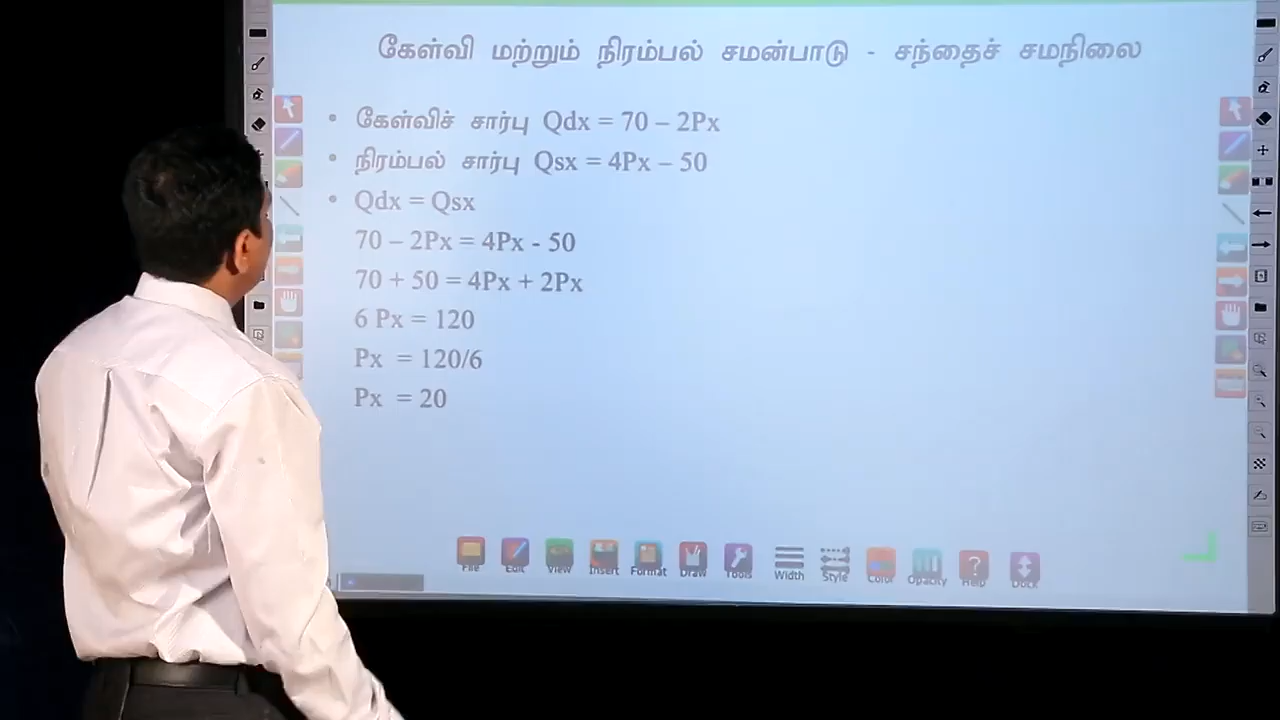 கேள்வி மற்றும் நிரம்பல் சமன்பாடு - சந்தைச் சமநிலை
• கேள்விச் சார்பு Qdx = 70 – 2Px
• நிரம்பல் சார்பு Qsx = 4Px – 50
• Qdx = Qsx
70 – 2Px = 4Px - 50
70 + 50 = 4Px + 2Px
6 Px = 120
Px = 120/6
Px = 20
File Edit View Insert Format Draw Tools Width Style Color Opacity Help Dock